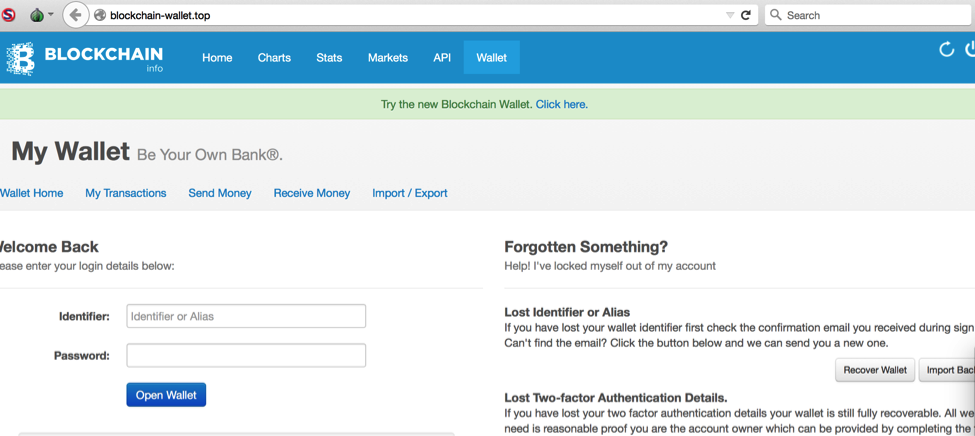 blockchain-wallet.top
Search
BLOCKCHAIN
info
Home Charts Stats Markets API Wallet
Try the new Blockchain Wallet. Click here.
My Wallet Be Your Own Bank®.
Wallet Home My Transactions Send Money Receive Money Import / Export
elcome Back
ease enter your login details below:
Identifier: Identifier or Alias
Password:
Open Wallet
Forgotten Something?
Help! I've locked myself out of my account
Lost Identifier or Alias
If you have lost your wallet identifier first check the confirmation email you received during sign
Can't find the email? Click the button below and we can send you a new one.
Recover Wallet Import Bac
Lost Two-factor Authentication Details.
If you have lost your two factor authentication details your wallet is still fully recoverable. All we
need is reasonable proof you are the account owner which can be provided by completing the